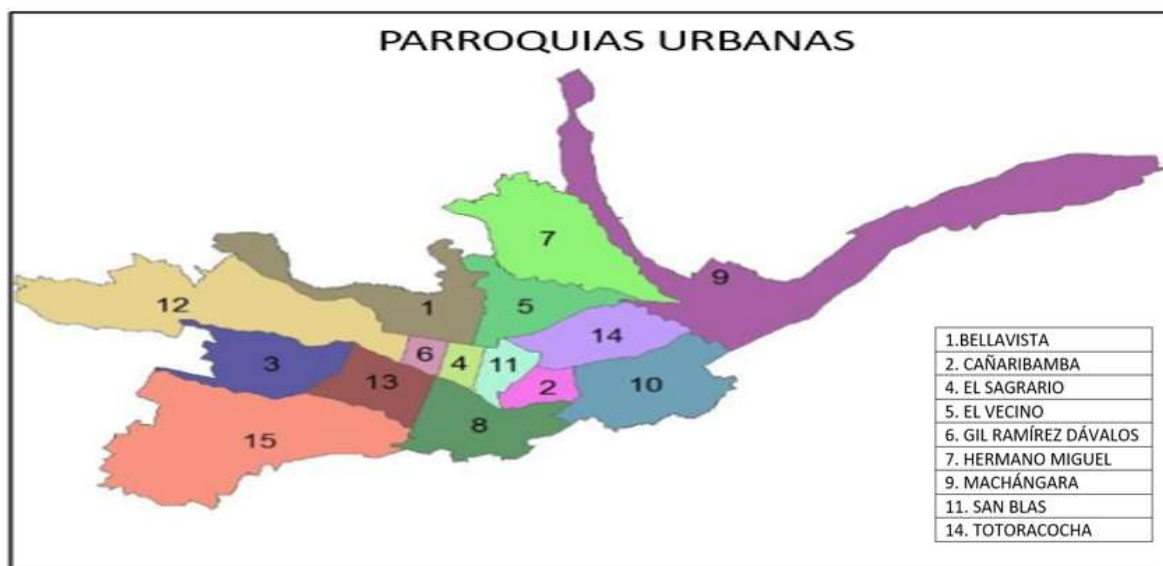 PARROQUIAS URBANAS
7
9
12
1
5
14
3
6
4
11
13
2
10
8
15
1.BELLAVISTA
2. CAÑARIBAMBA
4. EL SAGRARIO
5. EL VECINO
6. GIL RAMÍREZ DÁVALOS
7. HERMANO MIGUEL
9. MACHÁNGARA
11. SAN BLAS
14. TOTORACOCHA